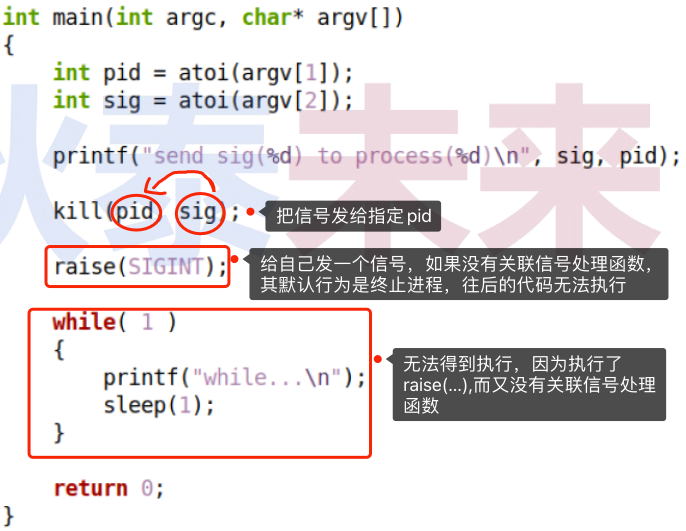 int main(int argc, char* argv[])
{
int pid = atoi(argv[1]);
int sig = atoi(argv[2]);
printf("send sig(%d) to process(%d)\n", sig, pid);
kill(pid, sig);
把信号发给指定pid
raise(SIGINT);
给自己发一个信号，如果没有关联信号处理函数，
其默认行为是终止进程，往后的代码无法执行
while( 1 )
{
printf("while...\n");
sleep(1);
}
无法得到执行，因为执行了
raise(...),而又没有关联信号处理
函数
return 0;
}
狄泰未来